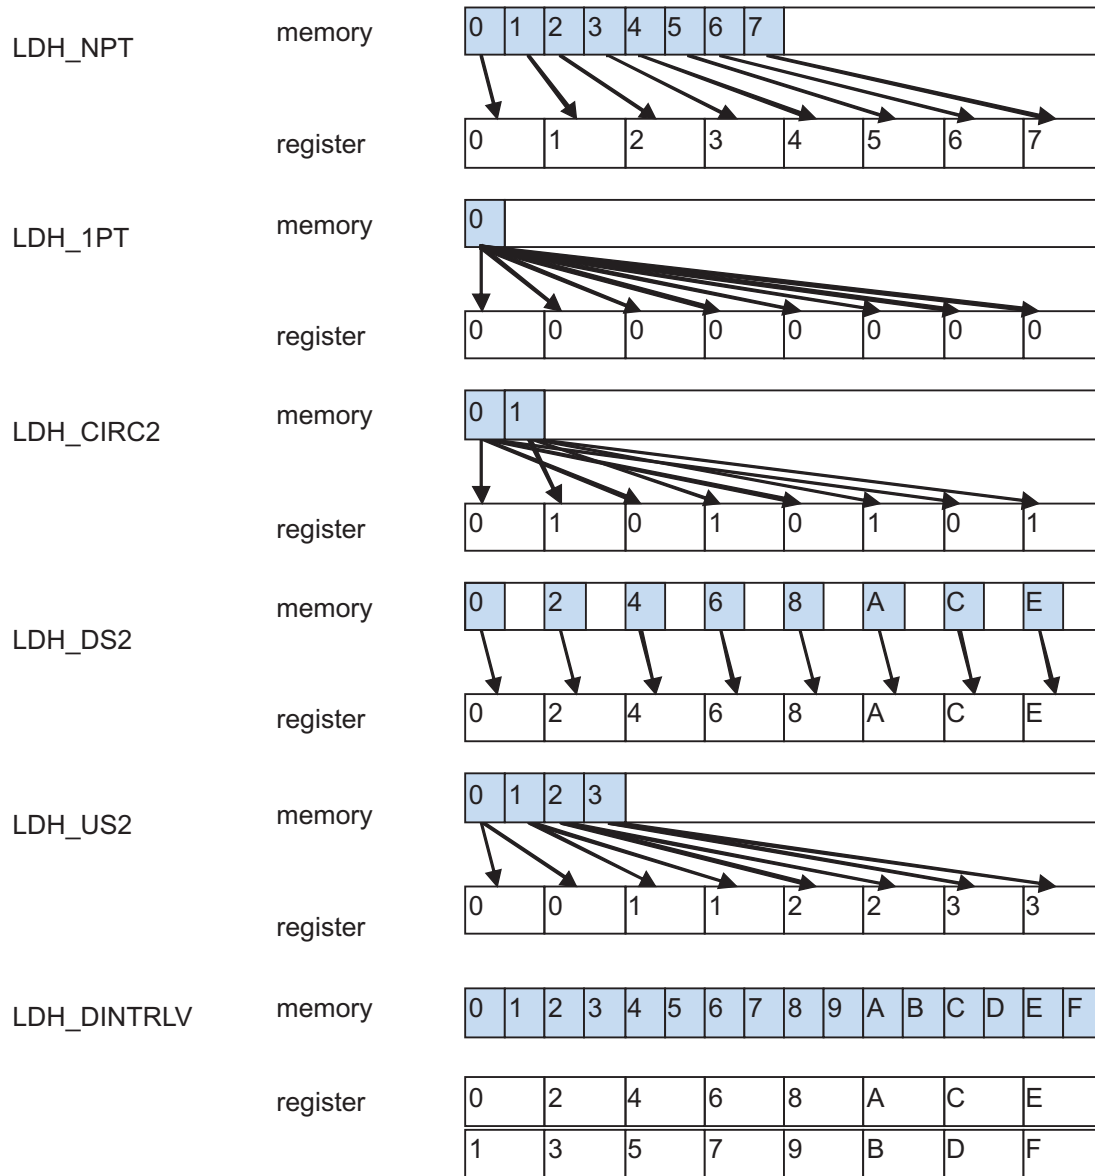 LDH_NPT
memory
0 1 2 3 4 5 6 7
register
0 1 2 3 4 5 6 7
LDH_1PT
memory
0
register
0 0 0 0 0 0 0 0
LDH_CIRC2
memory
0 1
register
0 1 0 1 0 1 0 1
LDH_DS2
memory
0 2 4 6 8 A C E
register
0 2 4 6 8 A C E
LDH_US2
memory
0 1 2 3
register
0 0 1 1 2 2 3 3
LDH_DINTRLV
memory
0 1 2 3 4 5 6 7 8 9 A B C D E F
register
0 2 4 6 8 A C E
1 3 5 7 9 B D F